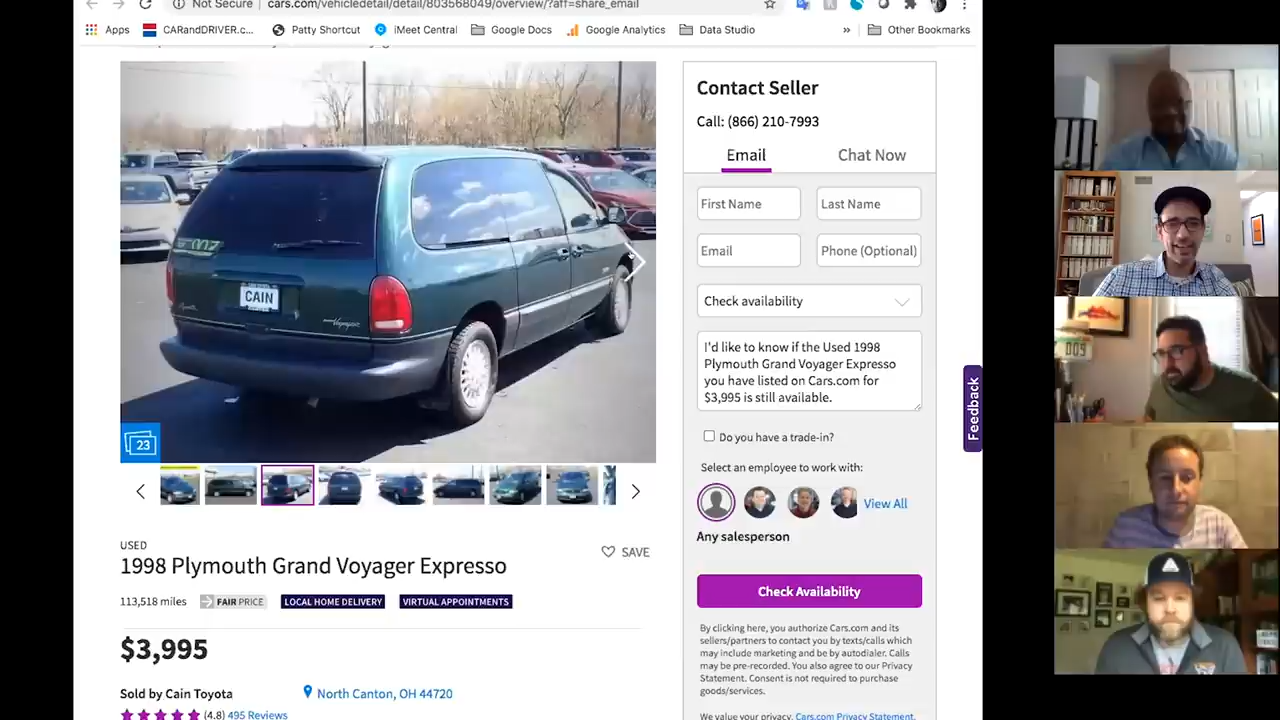 Not Secure | cars.com/vehicledetail/detail/803568049/overview/?aff=share_email
Apps CARandDRIVER.c... Patty Shortcut iMeet Central Google Docs Google Analytics Data Studio » Other Bookmarks
CAIN
23
Contact Seller
Call: (866) 210-7993
Email Chat Now
First Name Last Name
Email Phone (Optional)
Check availability
I'd like to know if the Used 1998
Plymouth Grand Voyager Expresso
you have listed on Cars.com for
$3,995 is still available.
Do you have a trade-in?
Select an employee to work with:
View All
Any salesperson
Check Availability
By clicking here, you authorize Cars.com and its
sellers/partners to contact you by texts/calls which
may include marketing and be by autodialer. Calls
may be pre-recorded. You also agree to our Privacy
Statement. Consent is not required to purchase
goods/services.
We value your privacy. Cars.com Privacy Statement.
Feedback
USED
1998 Plymouth Grand Voyager Expresso
SAVE
113,518 miles FAIR PRICE LOCAL HOME DELIVERY VIRTUAL APPOINTMENTS
$3,995
Sold by Cain Toyota North Canton, OH 44720
(4.8) 495 Reviews